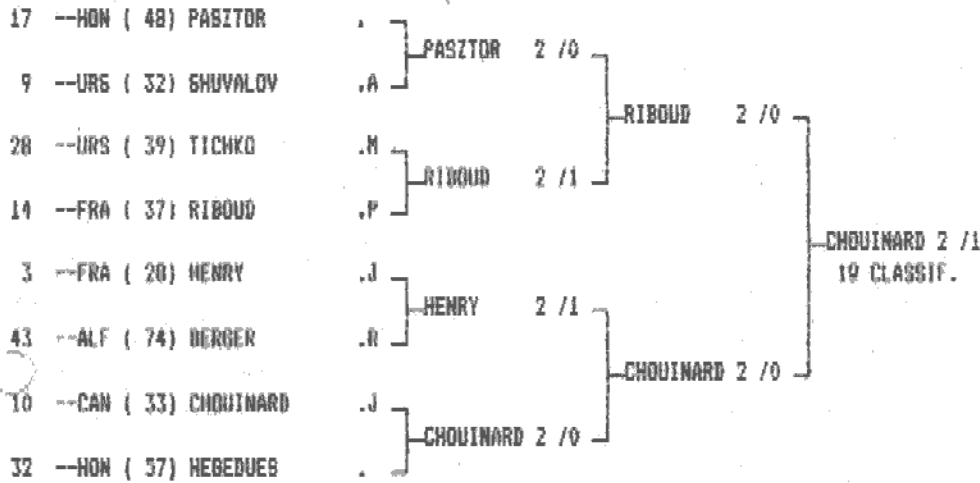 17 --HON ( 48) PASZTOR .
PASZTOR 2 /0
9 --URS ( 32) SHUVALOV .A
RIBOUD 2 /0
28 --URS ( 39) TICHKO .M
RIBOUD 2 /1
14 --FRA ( 37) RIBOUD .P
CHOUINARD 2 /1
3 --FRA ( 20) HENRY .J
19 CLASSIF.
HENRY 2 /1
43 --ALF ( 74) BERGER .R
CHOUINARD 2 /0
10 --CAN ( 33) CHOUINARD .J
CHOUINARD 2 /0
32 --HON ( 57) HEGEDUES .